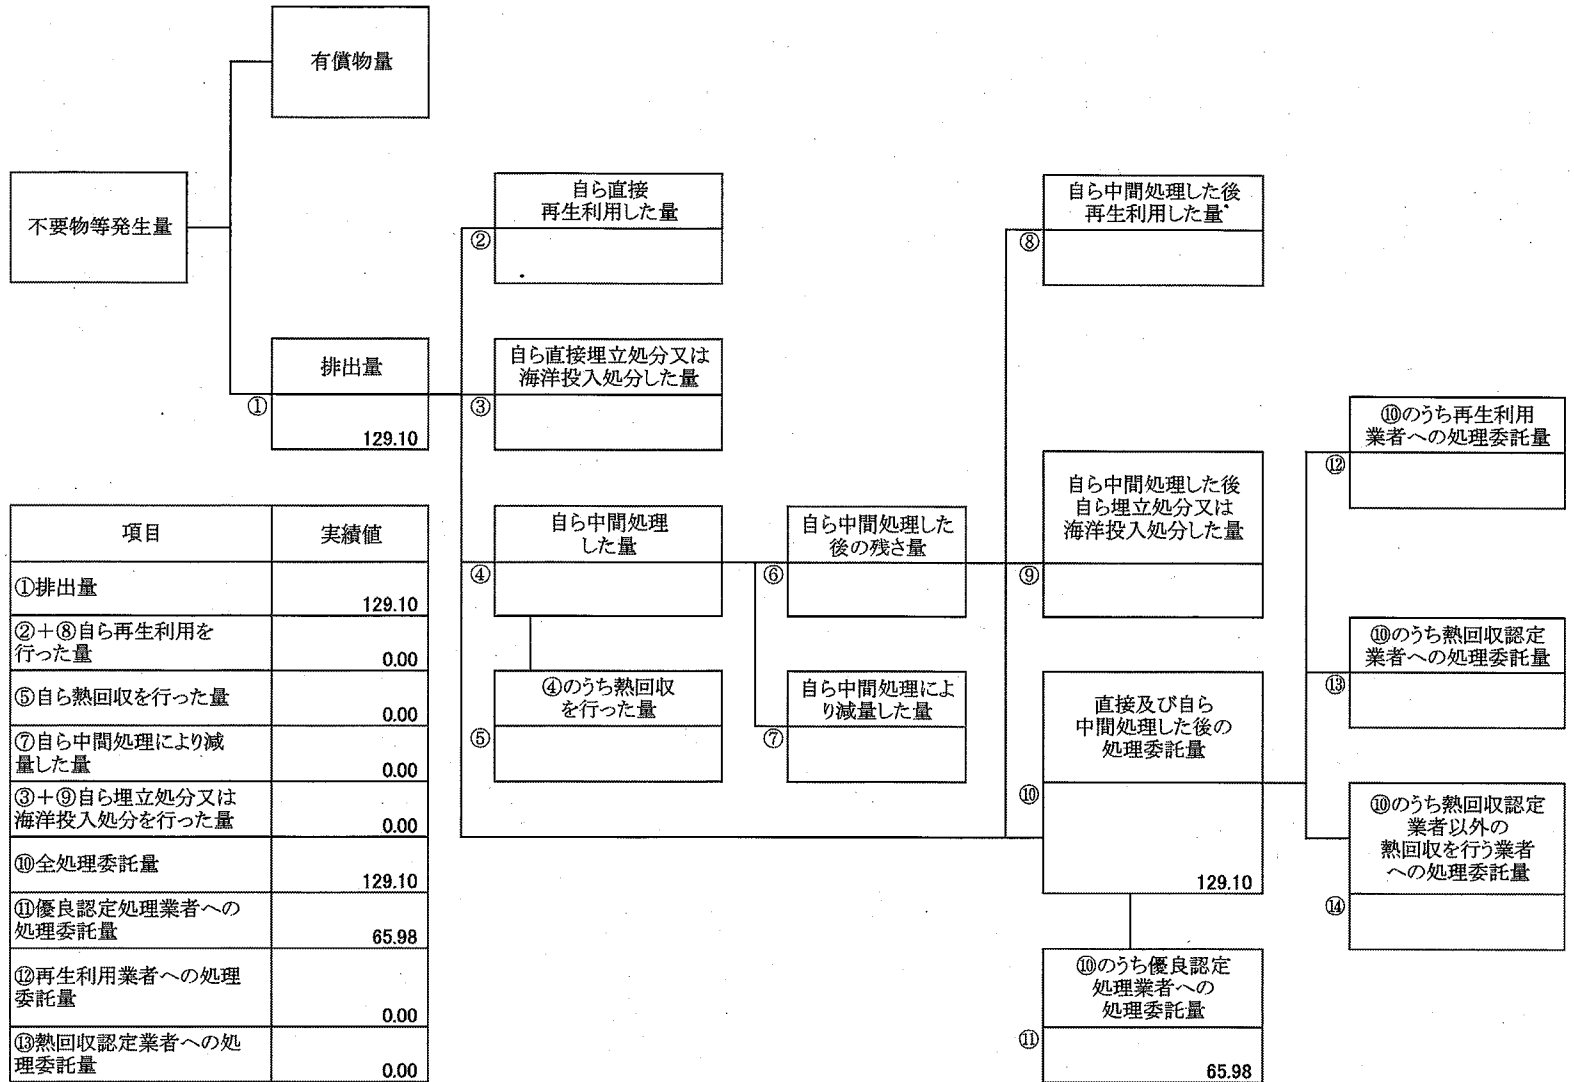 有償物量
不要物等発生量
排出量
①
129.10
自ら直接
再生利用した量
②
自ら直接埋立処分又は
海洋投入処分した量
③
自ら中間処理
した量
④
④のうち熱回収
を行った量
⑤
自ら中間処理した
後の残さ量
⑥
自ら中間処理によ
り減量した量
⑦
自ら中間処理した後
再生利用した量
⑧
自ら中間処理した後
自ら埋立処分又は
海洋投入処分した量
⑨
直接及び自ら
中間処理した後の
処理委託量
⑩
129.10
⑩のうち優良認定
処理業者への
処理委託量
⑪
65.98
⑩のうち再生利用
業者への処理委託量
⑫
⑩のうち熱回収認定
業者への処理委託量
⑬
⑩のうち熱回収認定
業者以外の
熱回収を行う業者
への処理委託量
⑭
項目 実績値
①排出量
129.10
②+⑧自ら再生利用を
行った量
0.00
⑤自ら熱回収を行った量
0.00
⑦自ら中間処理により減
量した量
0.00
③+⑨自ら埋立処分又は
海洋投入処分を行った量
0.00
⑩全処理委託量
129.10
⑪優良認定処理業者への
処理委託量
65.98
⑫再生利用業者への処理
委託量
0.00
⑬熱回収認定業者への処
理委託量
0.00